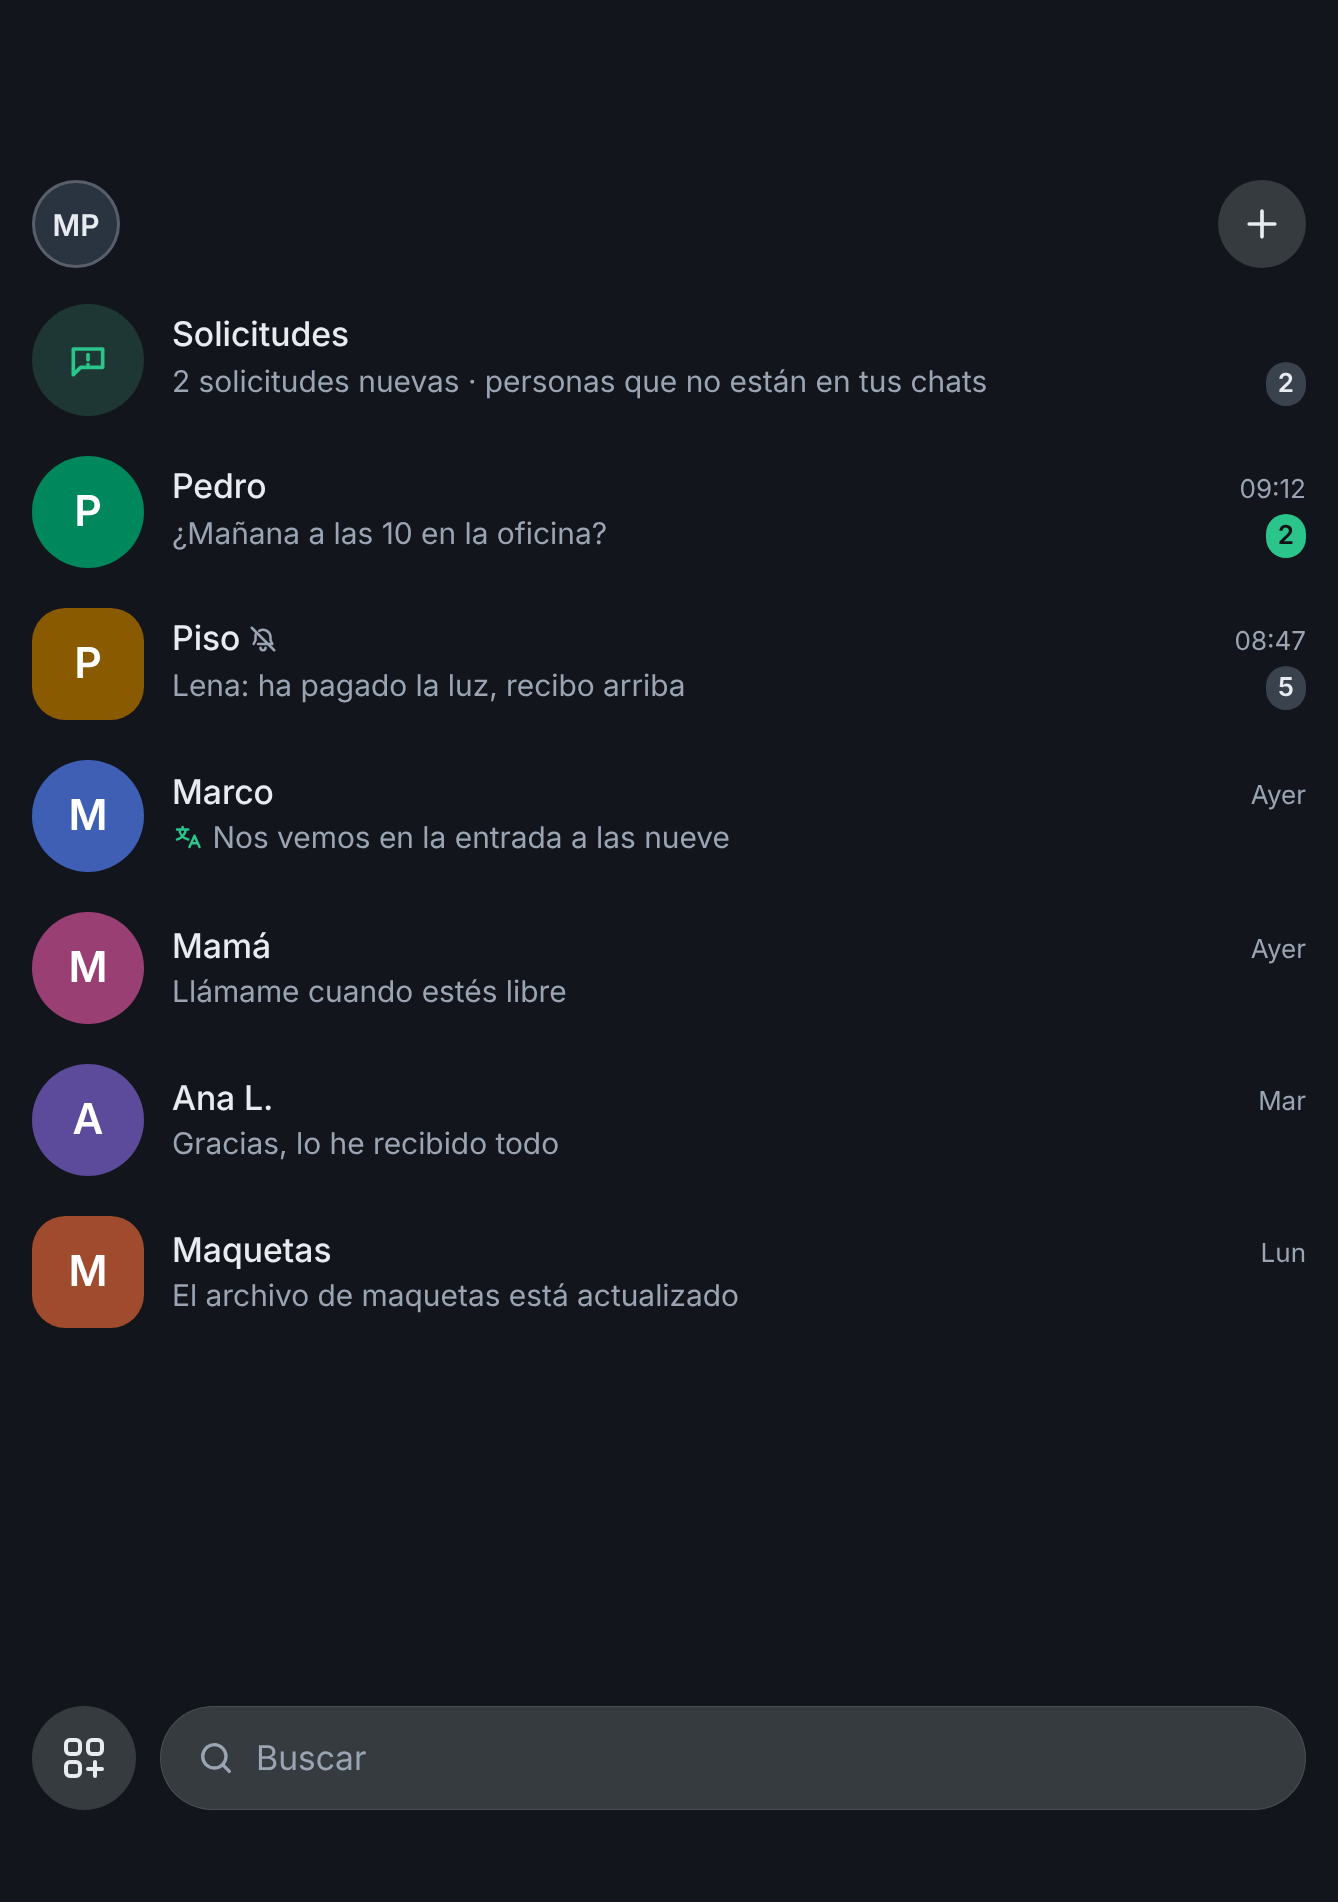 MP
Solicitudes
2 solicitudes nuevas · personas que no están en tus chats
2
P
Pedro
09:12
¿Mañana a las 10 en la oficina?
2
P
Piso
08:47
Lena: ha pagado la luz, recibo arriba
5
M
Marco
Ayer
Nos vemos en la entrada a las nueve
M
Mamá
Ayer
Llámame cuando estés libre
A
Ana L.
Mar
Gracias, lo he recibido todo
M
Maquetas
Lun
El archivo de maquetas está actualizado
Buscar